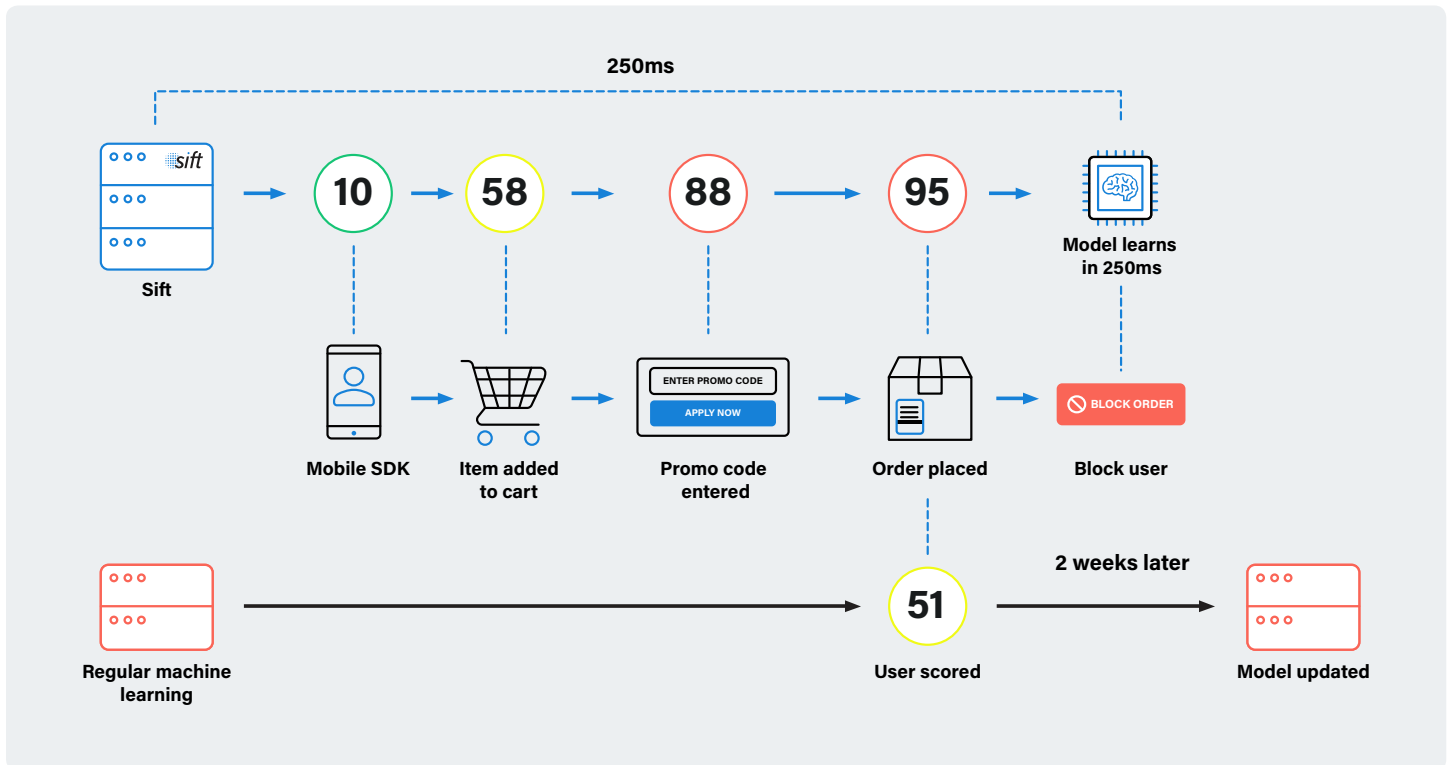 250ms
sift
10
58
88
95
Sift
Model learns
in 250ms
ENTER PROMO CODE
APPLY NOW
BLOCK ORDER
Mobile SDK
Item added
to cart
Promo code
entered
Order placed
Block user
2 weeks later
51
Regular machine
learning
User scored
Model updated